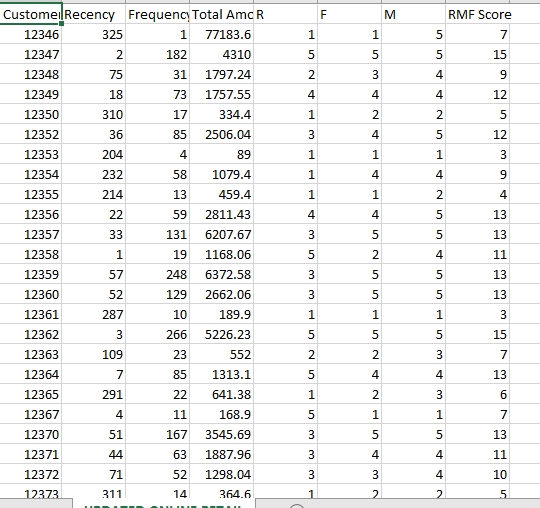 Customer Recency Frequency Total Amo R F M RMF Score
12346 325 1 77183.6 1 1 5 7
12347 2 182 4310 5 5 5 15
12348 75 31 1797.24 2 3 4 9
12349 18 73 1757.55 4 4 4 12
12350 310 17 334.4 1 2 2 5
12352 36 85 2506.04 3 4 5 12
12353 204 4 89 1 1 1 3
12354 232 58 1079.4 1 4 4 9
12355 214 13 459.4 1 1 2 4
12356 22 59 2811.43 4 4 5 13
12357 33 131 6207.67 3 5 5 13
12358 1 19 1168.06 5 2 4 11
12359 57 248 6372.58 3 5 5 13
12360 52 129 2662.06 3 5 5 13
12361 287 10 189.9 1 1 1 3
12362 3 266 5226.23 5 5 5 15
12363 109 23 552 2 2 3 7
12364 7 85 1313.1 5 4 4 13
12365 291 22 641.38 1 2 3 6
12367 4 11 168.9 5 1 1 7
12370 51 167 3545.69 3 5 5 13
12371 44 63 1887.96 3 4 4 11
12372 71 52 1298.04 3 3 4 10
12373 311 14 364.6 1 2 2 5
UPDATED ONLINE RETAIL